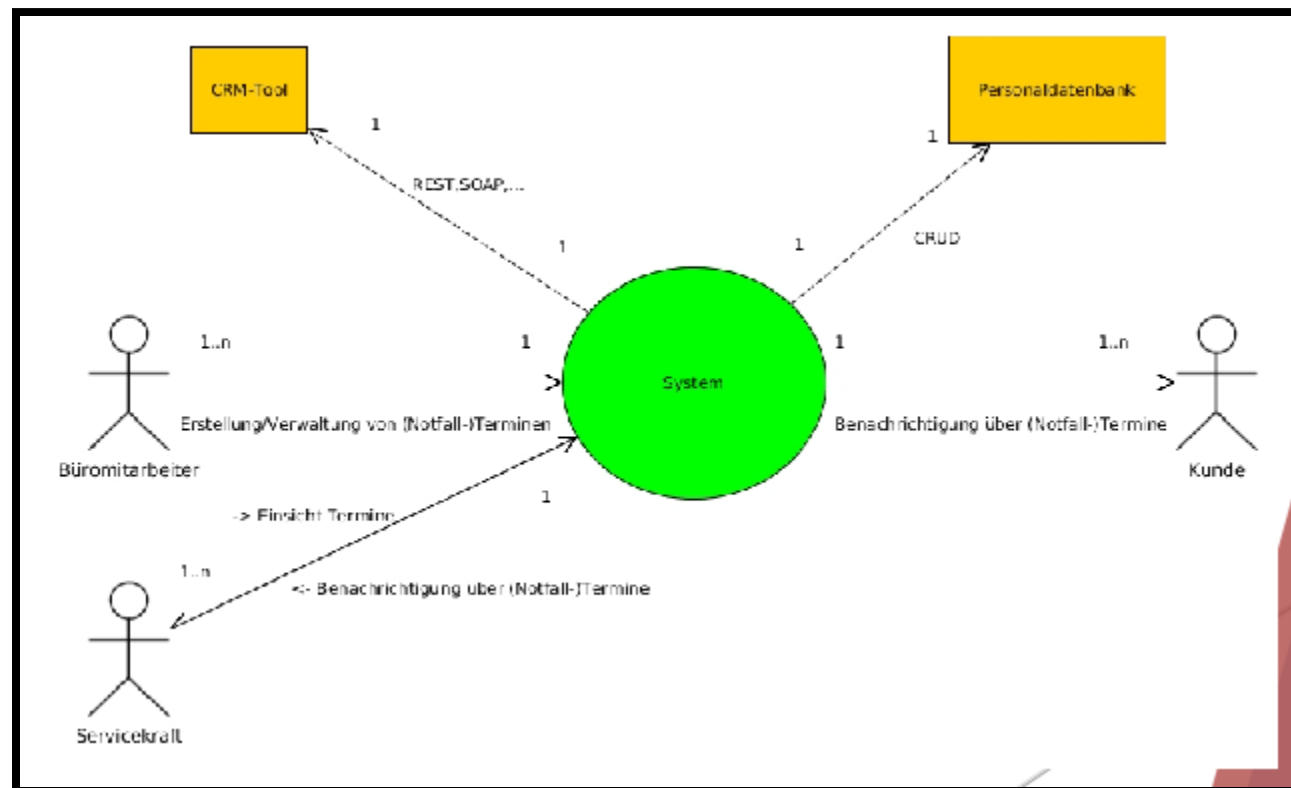 CRM-Tool
Personaldatenbank
1
1
REST,SOAP,...
CRUD
1
1
1..n
1
1
1..n
System
Erstellung/Verwaltung von (Notfall-)Terminen
Benachrichtigung über (Notfall-)Termine
Büromitarbeiter
Kunde
1
-> Einsicht Termine
1..n
<- Benachrichtigung über (Notfall-)Termine
Servicekraft